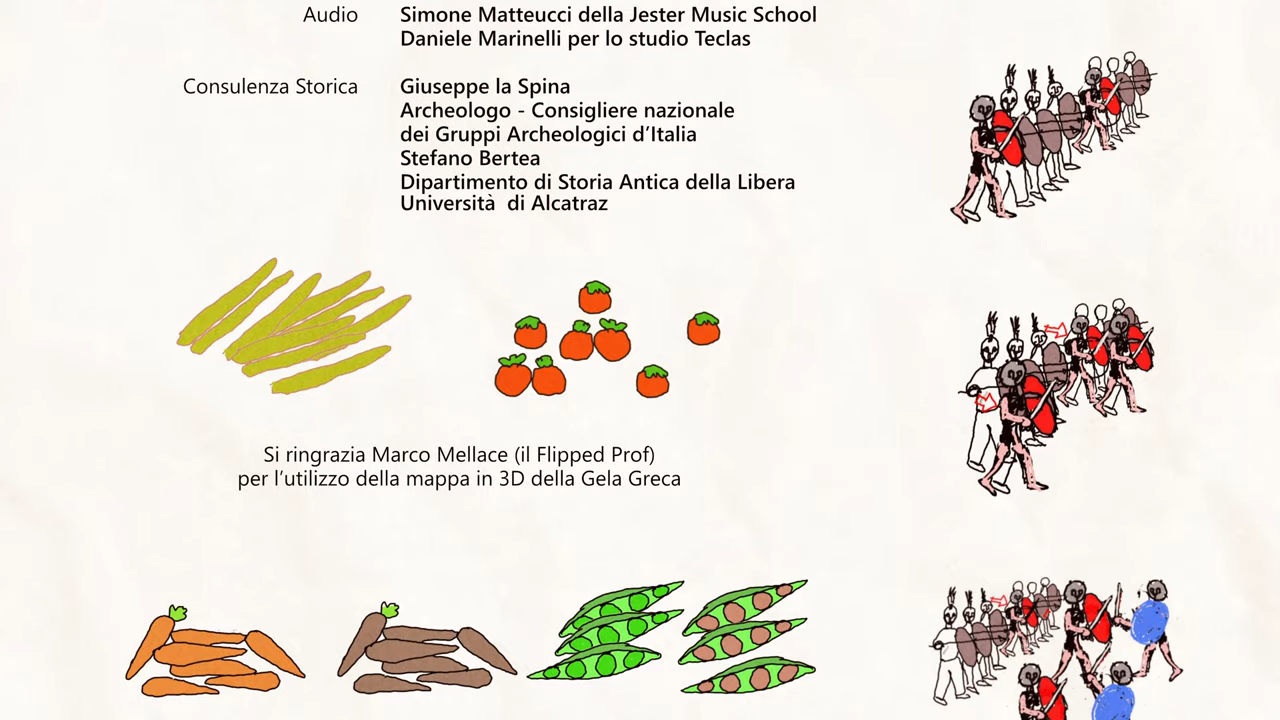 Audio Simone Matteucci della Jester Music School
Daniele Marinelli per lo studio Teclas
Consulenza Storica Giuseppe la Spina
Archeologo - Consigliere nazionale
dei Gruppi Archeologici d’Italia
Stefano Bertea
Dipartimento di Storia Antica della Libera
Università di Alcatraz
Si ringrazia Marco Mellace (il Flipped Prof)
per l’utilizzo della mappa in 3D della Gela Greca